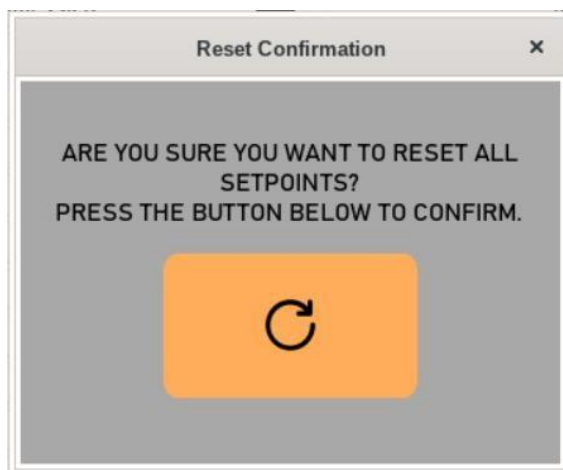 Reset Confirmation
ARE YOU SURE YOU WANT TO RESET ALL
SETPOINTS?
PRESS THE BUTTON BELOW TO CONFIRM.